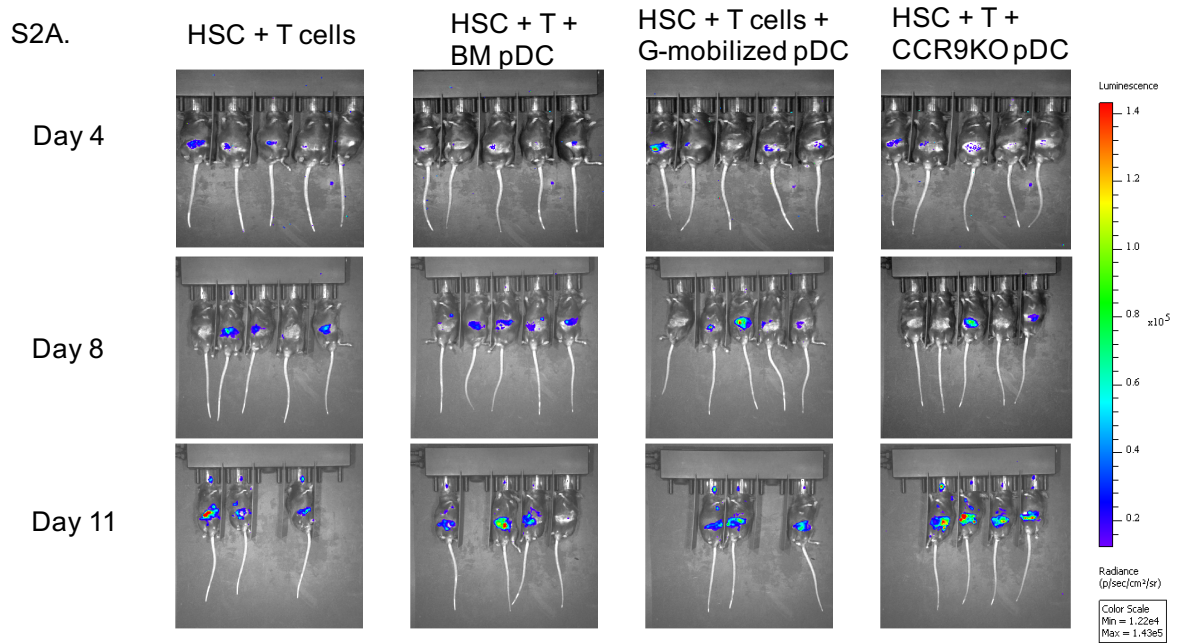 S2A.
HSC + T cells
HSC + T +
BM pDC
HSC + T cells +
G-mobilized pDC
HSC + T +
CCR9KO pDC
Day 4
Day 8
Day 11
Luminescence
1.4
1.2
1.0
0.8
x10⁵
0.6
0.4
0.2
Radiance
(p/sec/cm²/sr)
Color Scale
Min = 1.22e4
Max = 1.43e5